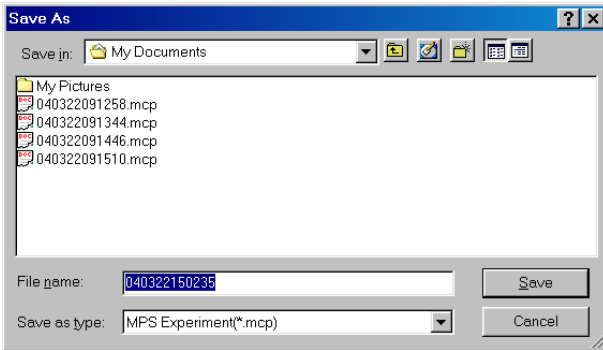 Save As
Save in: My Documents
My Pictures
040322091258.mcp
040322091344.mcp
040322091446.mcp
040322091510.mcp
File name: 040322150235 Save
Save as type: MPS Experiment(*.mcp) Cancel